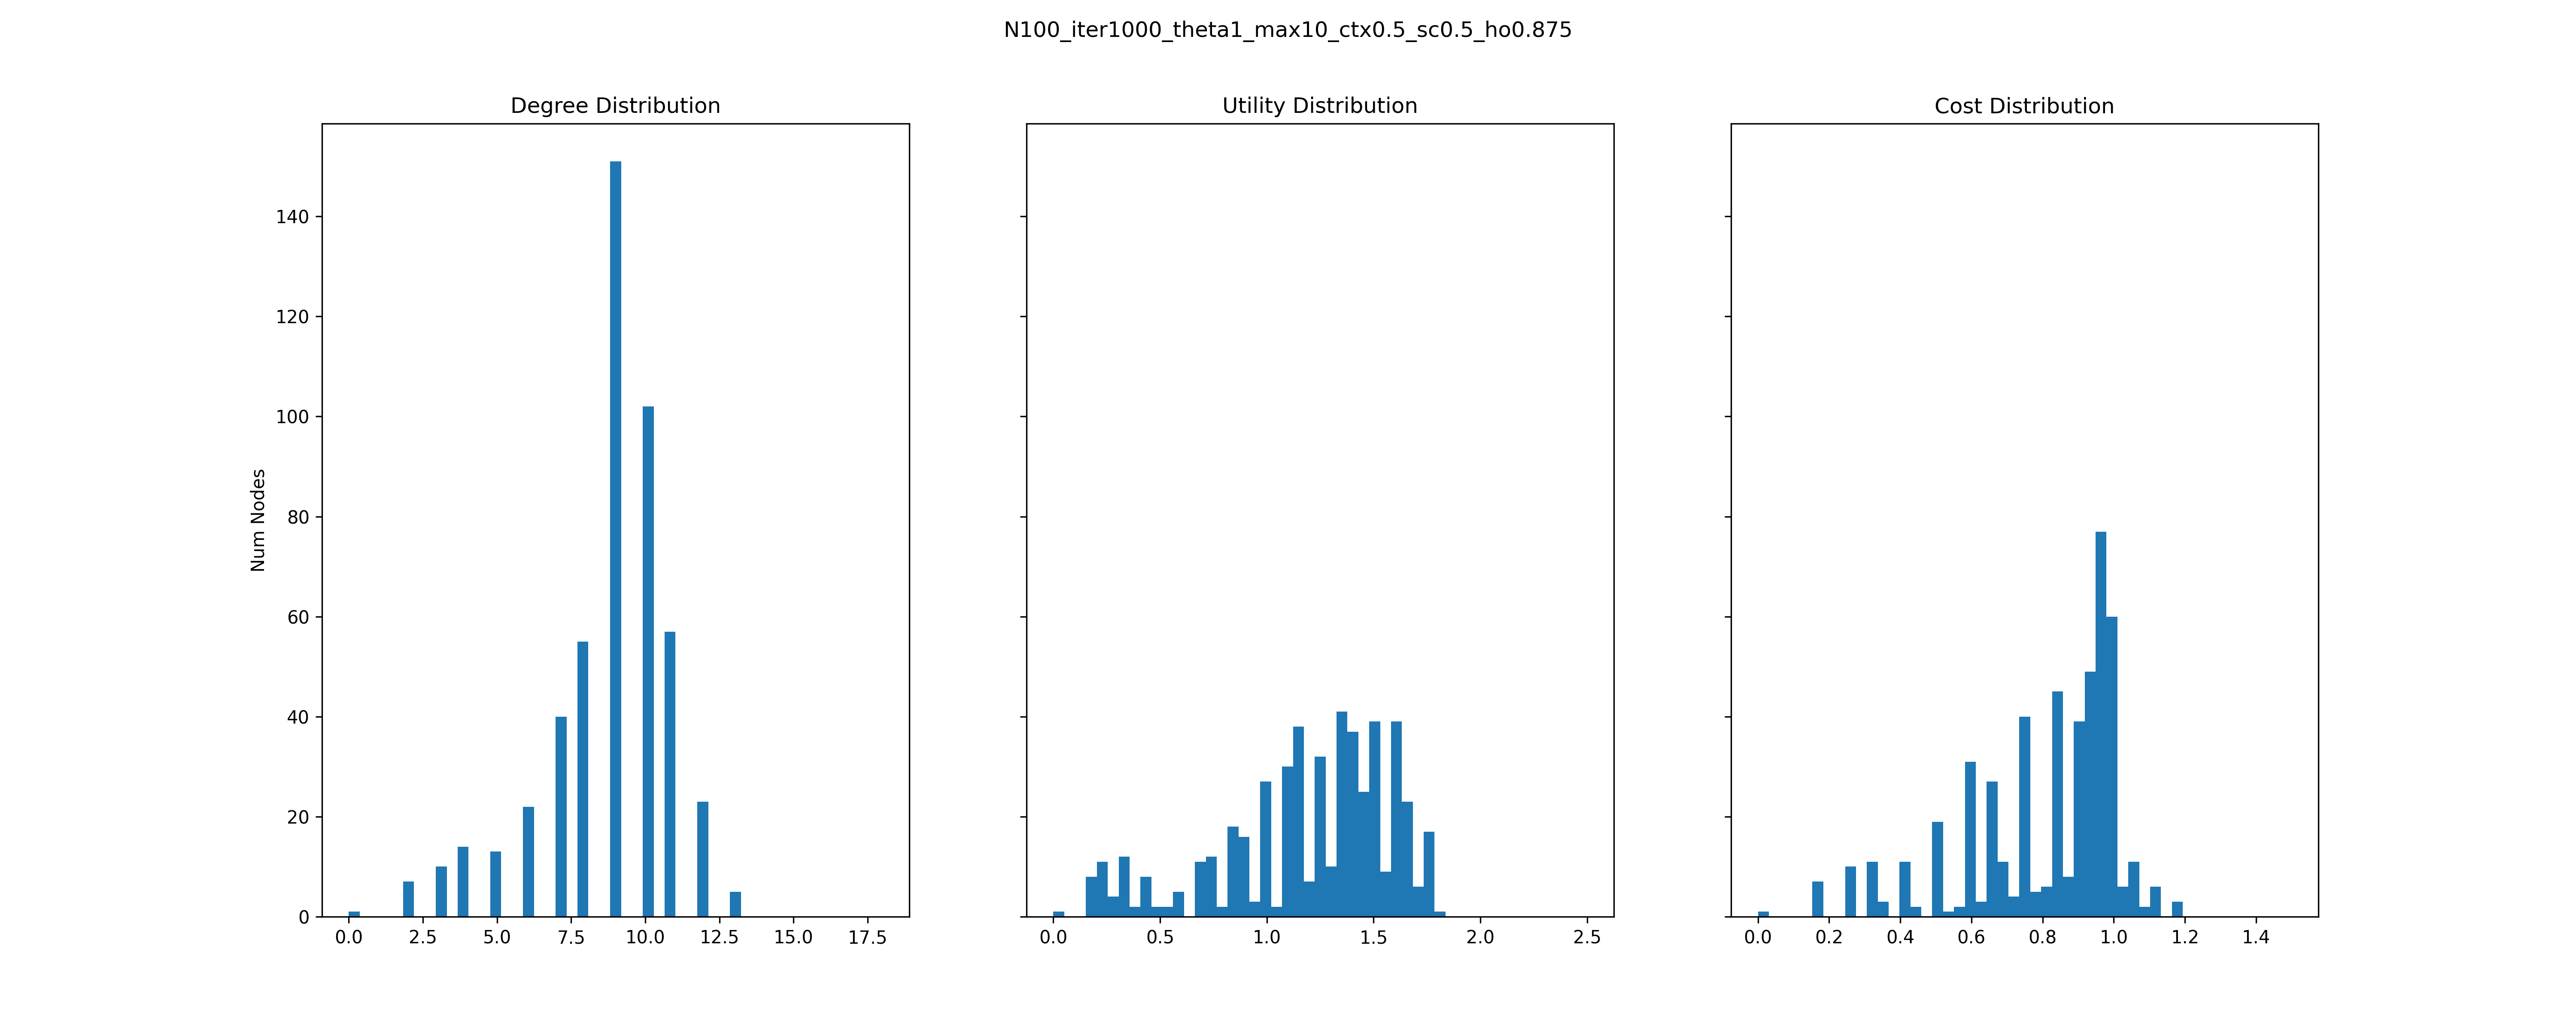 N100_iter1000_theta1_max10_ctx0.5_sc0.5_ho0.875
Degree Distribution
Utility Distribution
Cost Distribution
Num Nodes
140
120
100
80
60
40
20
0
0.0 2.5 5.0 7.5 10.0 12.5 15.0 17.5
0.0 0.5 1.0 1.5 2.0 2.5
0.0 0.2 0.4 0.6 0.8 1.0 1.2 1.4